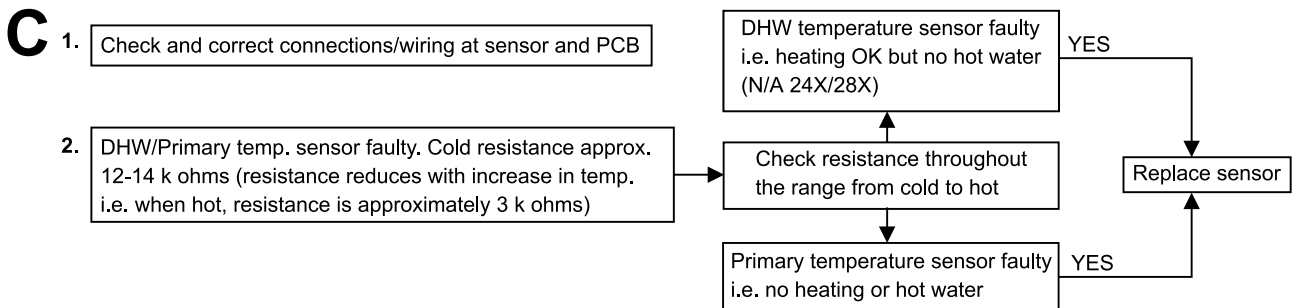 C
1. Check and correct connections/wiring at sensor and PCB
2. DHW/Primary temp. sensor faulty. Cold resistance approx.
12-14 k ohms (resistance reduces with increase in temp.
i.e. when hot, resistance is approximately 3 k ohms)
DHW temperature sensor faulty
i.e. heating OK but no hot water
(N/A 24X/28X)
YES
Check resistance throughout
the range from cold to hot
Primary temperature sensor faulty
i.e. no heating or hot water
YES
Replace sensor